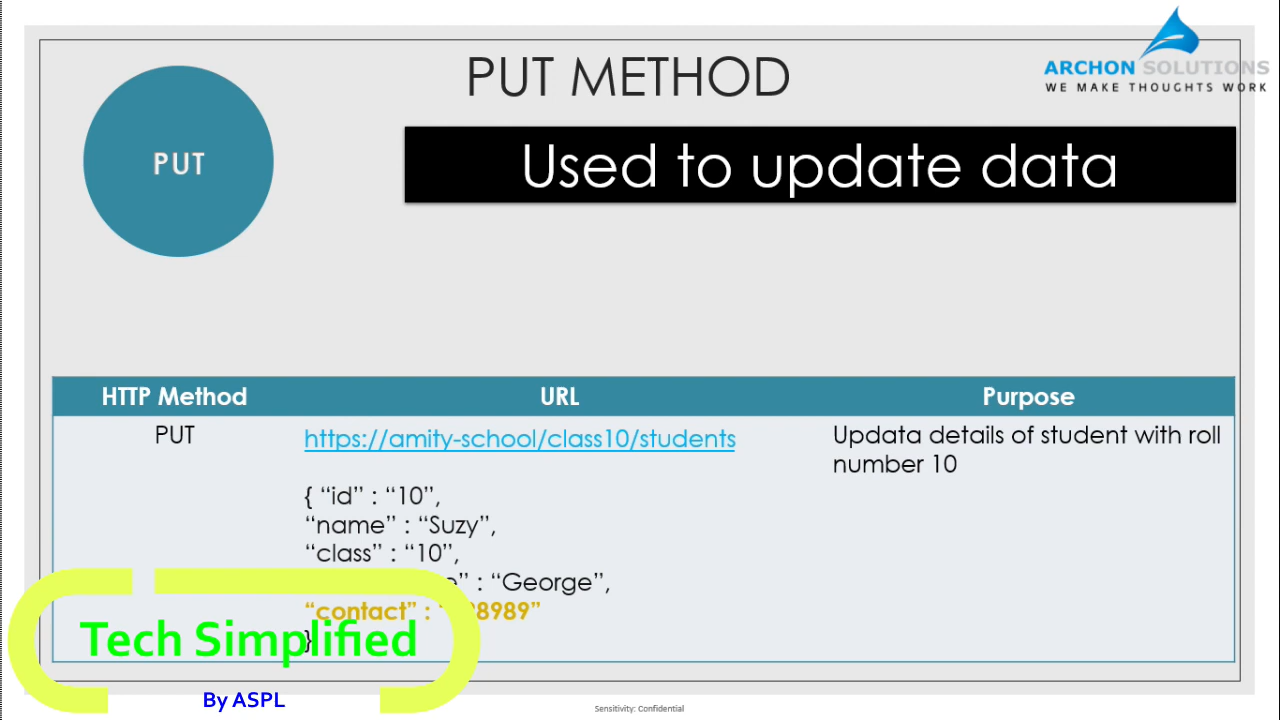 ARCHON SOLUTIONS
WE MAKE THOUGHTS WORK
PUT METHOD
PUT
Used to update data
HTTP Method URL Purpose
PUT https://amity-school/class10/students Updata details of student with roll
number 10
{ “id” : “10”,
“name” : “Suzy”,
“class” : “10”,
: “George”,
“contact” :
}
Tech Simplified
By ASPL
Sensitivity: Confidential